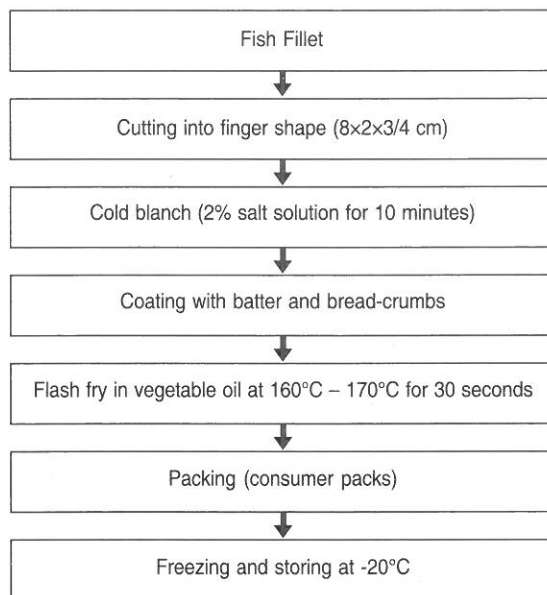 Fish Fillet
Cutting into finger shape (8×2×3/4 cm)
Cold blanch (2% salt solution for 10 minutes)
Coating with batter and bread-crumbs
Flash fry in vegetable oil at 160°C – 170°C for 30 seconds
Packing (consumer packs)
Freezing and storing at -20°C